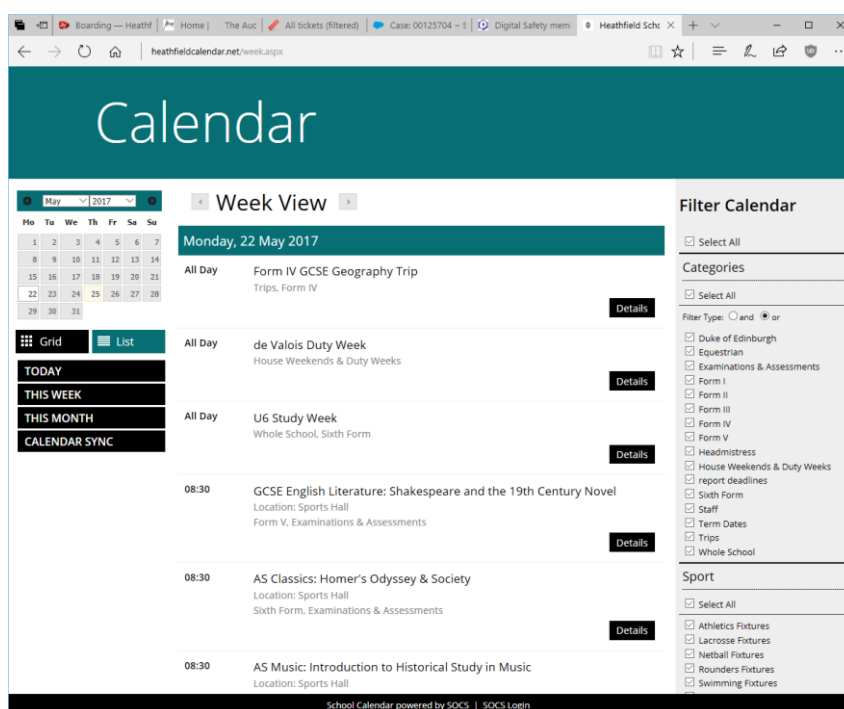 Boarding — Heathf
Home |
The Auc
All tickets (filtered)
Case: 00125704 ~ S
Digital Safety mem
Heathfield Scho
heathfieldcalendar.net/week.aspx
Calendar
May 2017
Mo Tu We Th Fr Sa Su
1 2 3 4 5 6 7
8 9 10 11 12 13 14
15 16 17 18 19 20 21
22 23 24 25 26 27 28
29 30 31
Grid
List
TODAY
THIS WEEK
THIS MONTH
CALENDAR SYNC
Week View
Monday, 22 May 2017
All Day
Form IV GCSE Geography Trip
Trips, Form IV
Details
All Day
de Valois Duty Week
House Weekends & Duty Weeks
Details
All Day
U6 Study Week
Whole School, Sixth Form
Details
08:30
GCSE English Literature: Shakespeare and the 19th Century Novel
Location: Sports Hall
Form V, Examinations & Assessments
Details
08:30
AS Classics: Homer's Odyssey & Society
Location: Sports Hall
Sixth Form, Examinations & Assessments
Details
08:30
AS Music: Introduction to Historical Study in Music
Location: Sports Hall
Filter Calendar
Select All
Categories
Select All
Filter Type: and or
Duke of Edinburgh
Equestrian
Examinations & Assessments
Form I
Form II
Form III
Form IV
Form V
Headmistress
House Weekends & Duty Weeks
report deadlines
Sixth Form
Staff
Term Dates
Trips
Whole School
Sport
Select All
Athletics Fixtures
Lacrosse Fixtures
Netball Fixtures
Rounders Fixtures
Swimming Fixtures
School Calendar powered by SOCS | SOCS Login